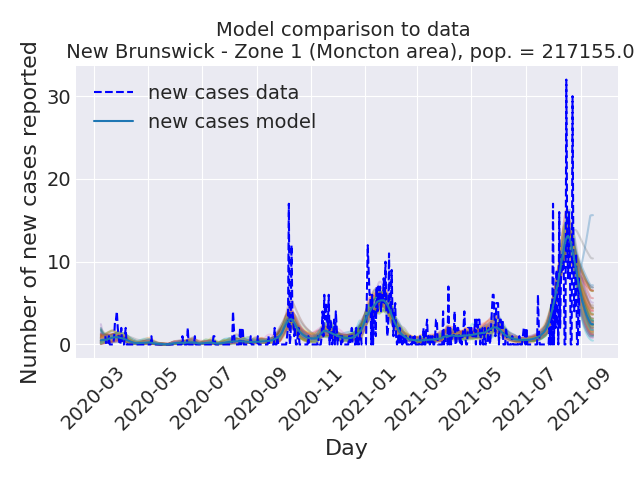 Model comparison to data
New Brunswick - Zone 1 (Moncton area), pop. = 217155.0
Number of new cases reported
30
20
10
0
new cases data
new cases model
2020-03
2020-05
2020-07
2020-09
2020-11
2021-01
2021-03
2021-05
2021-07
2021-09
Day